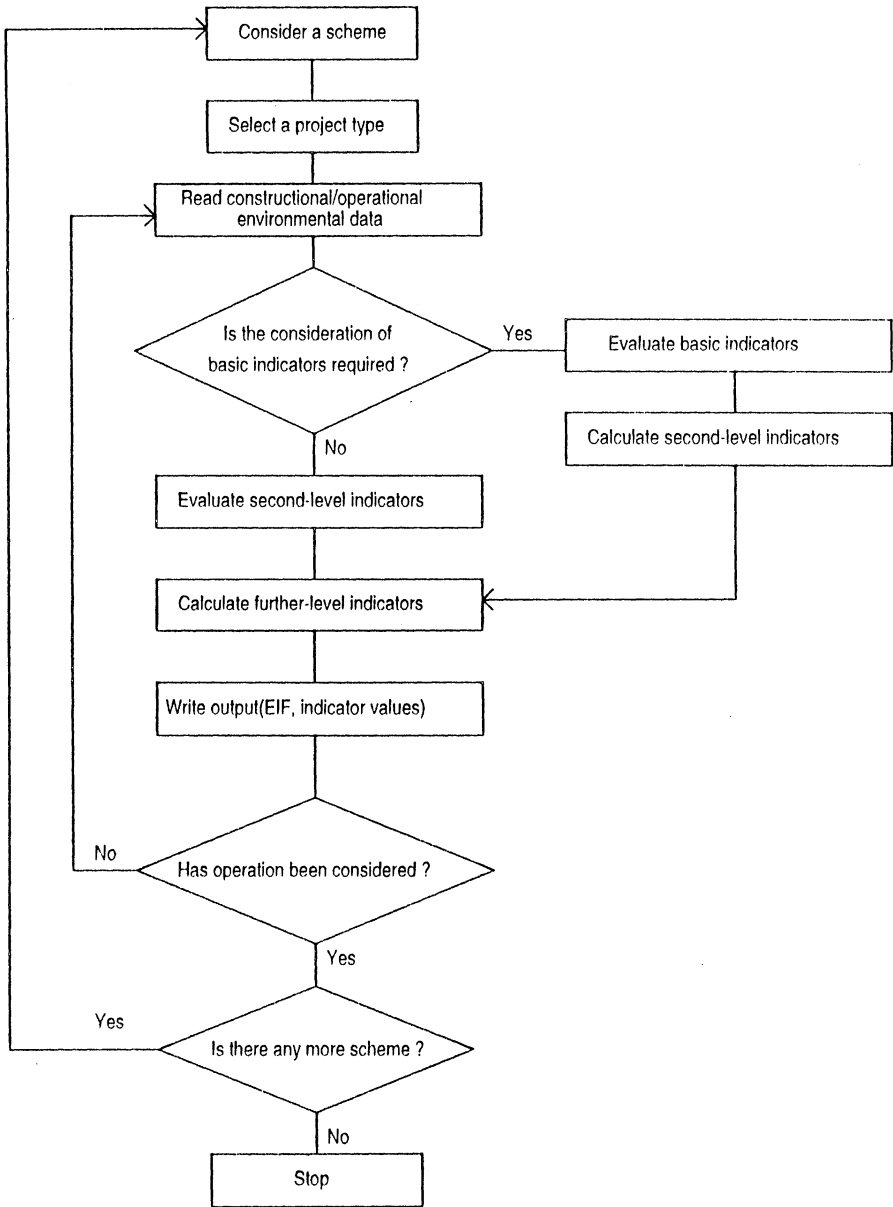 Consider a scheme
Select a project type
Read constructional/operational
environmental data
Is the consideration of
basic indicators required ?
Yes
Evaluate basic indicators
Calculate second-level indicators
No
Evaluate second-level indicators
Calculate further-level indicators
Write output(EIF, indicator values)
No
Has operation been considered ?
Yes
Yes
Is there any more scheme ?
No
Stop